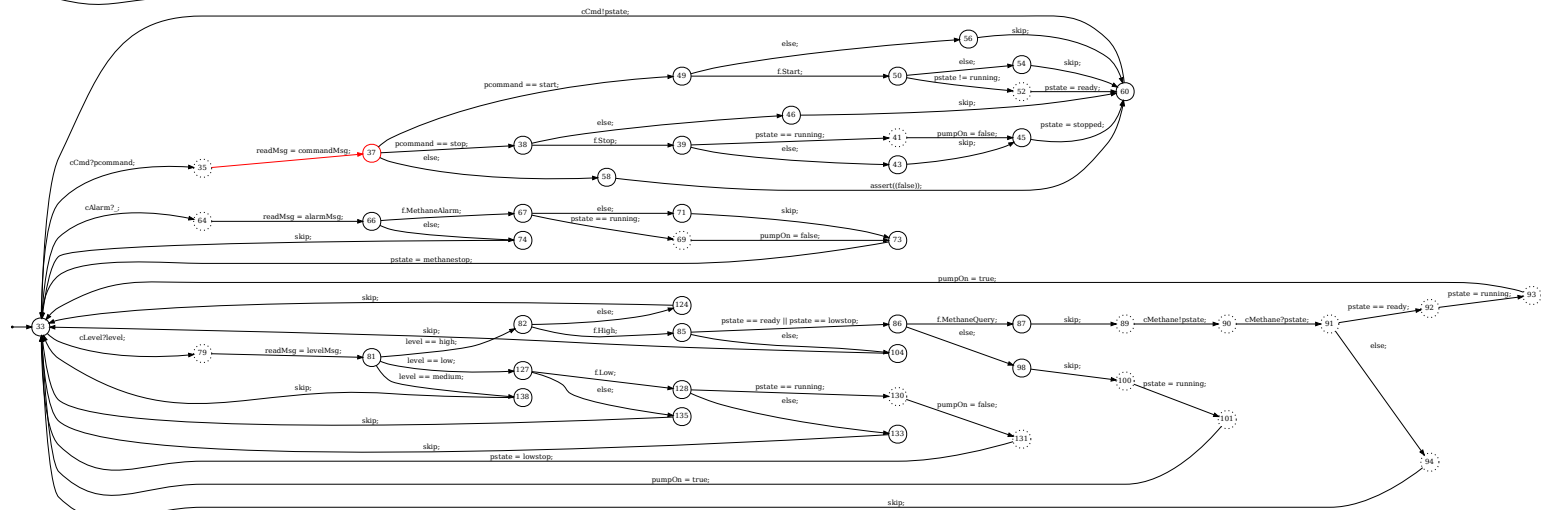 cCmd!pstate;
56
skip;
else;
else;
54
skip;
49
f.Start;
50
pstate != running;
pcommand == start;
52
pstate = ready;
60
46
skip;
else;
pstate == running;
41
pumpOn = false;
45
pstate = stopped;
pcommand == stop;
38
f.Stop;
39
skip;
readMsg = commandMsg;
37
else;
else;
43
cCmd?pcommand;
35
58
assert((false));
cAlarm?_;
64
readMsg = alarmMsg;
66
f.MethaneAlarm;
67
else;
71
skip;
pstate == running;
else;
skip;
74
69
pumpOn = false;
73
pstate = methanestop;
pumpOn = true;
93
pstate = running;
skip;
124
pstate == ready;
92
else;
33
82
pstate == ready || pstate == lowstop;
86
f.MethaneQuery;
87
skip;
89
cMethane!pstate;
90
cMethane?pstate;
91
skip;
f.High;
85
else;
cLevel?level;
level == high;
else;
else;
79
readMsg = levelMsg;
81
104
level == low;
127
f.Low;
98
skip;
level == medium;
100
pstate = running;
skip;
138
else;
128
pstate == running;
130
else;
pumpOn = false;
skip;
135
101
skip;
133
131
pstate = lowstop;
94
pumpOn = true;
skip;